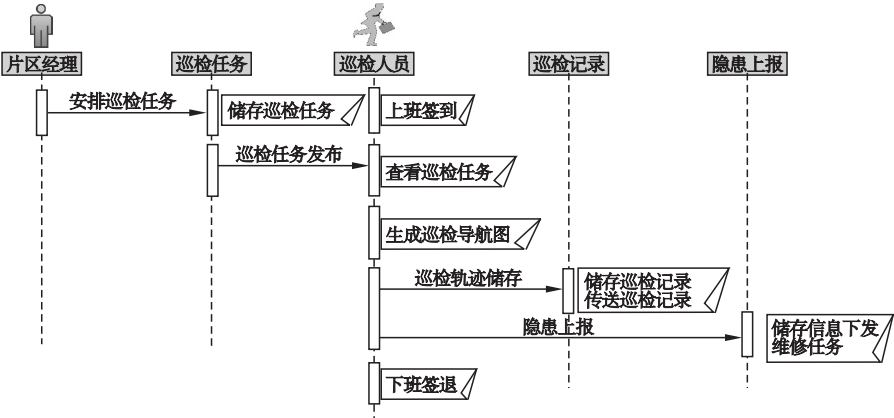 片区经理
巡检任务
巡检人员
巡检记录
隐患上报
安排巡检任务
储存巡检任务
上班签到
巡检任务发布
查看巡检任务
生成巡检导航图
巡检轨迹储存
储存巡检记录
传送巡检记录
隐患上报
储存信息下发
维修任务
下班签退